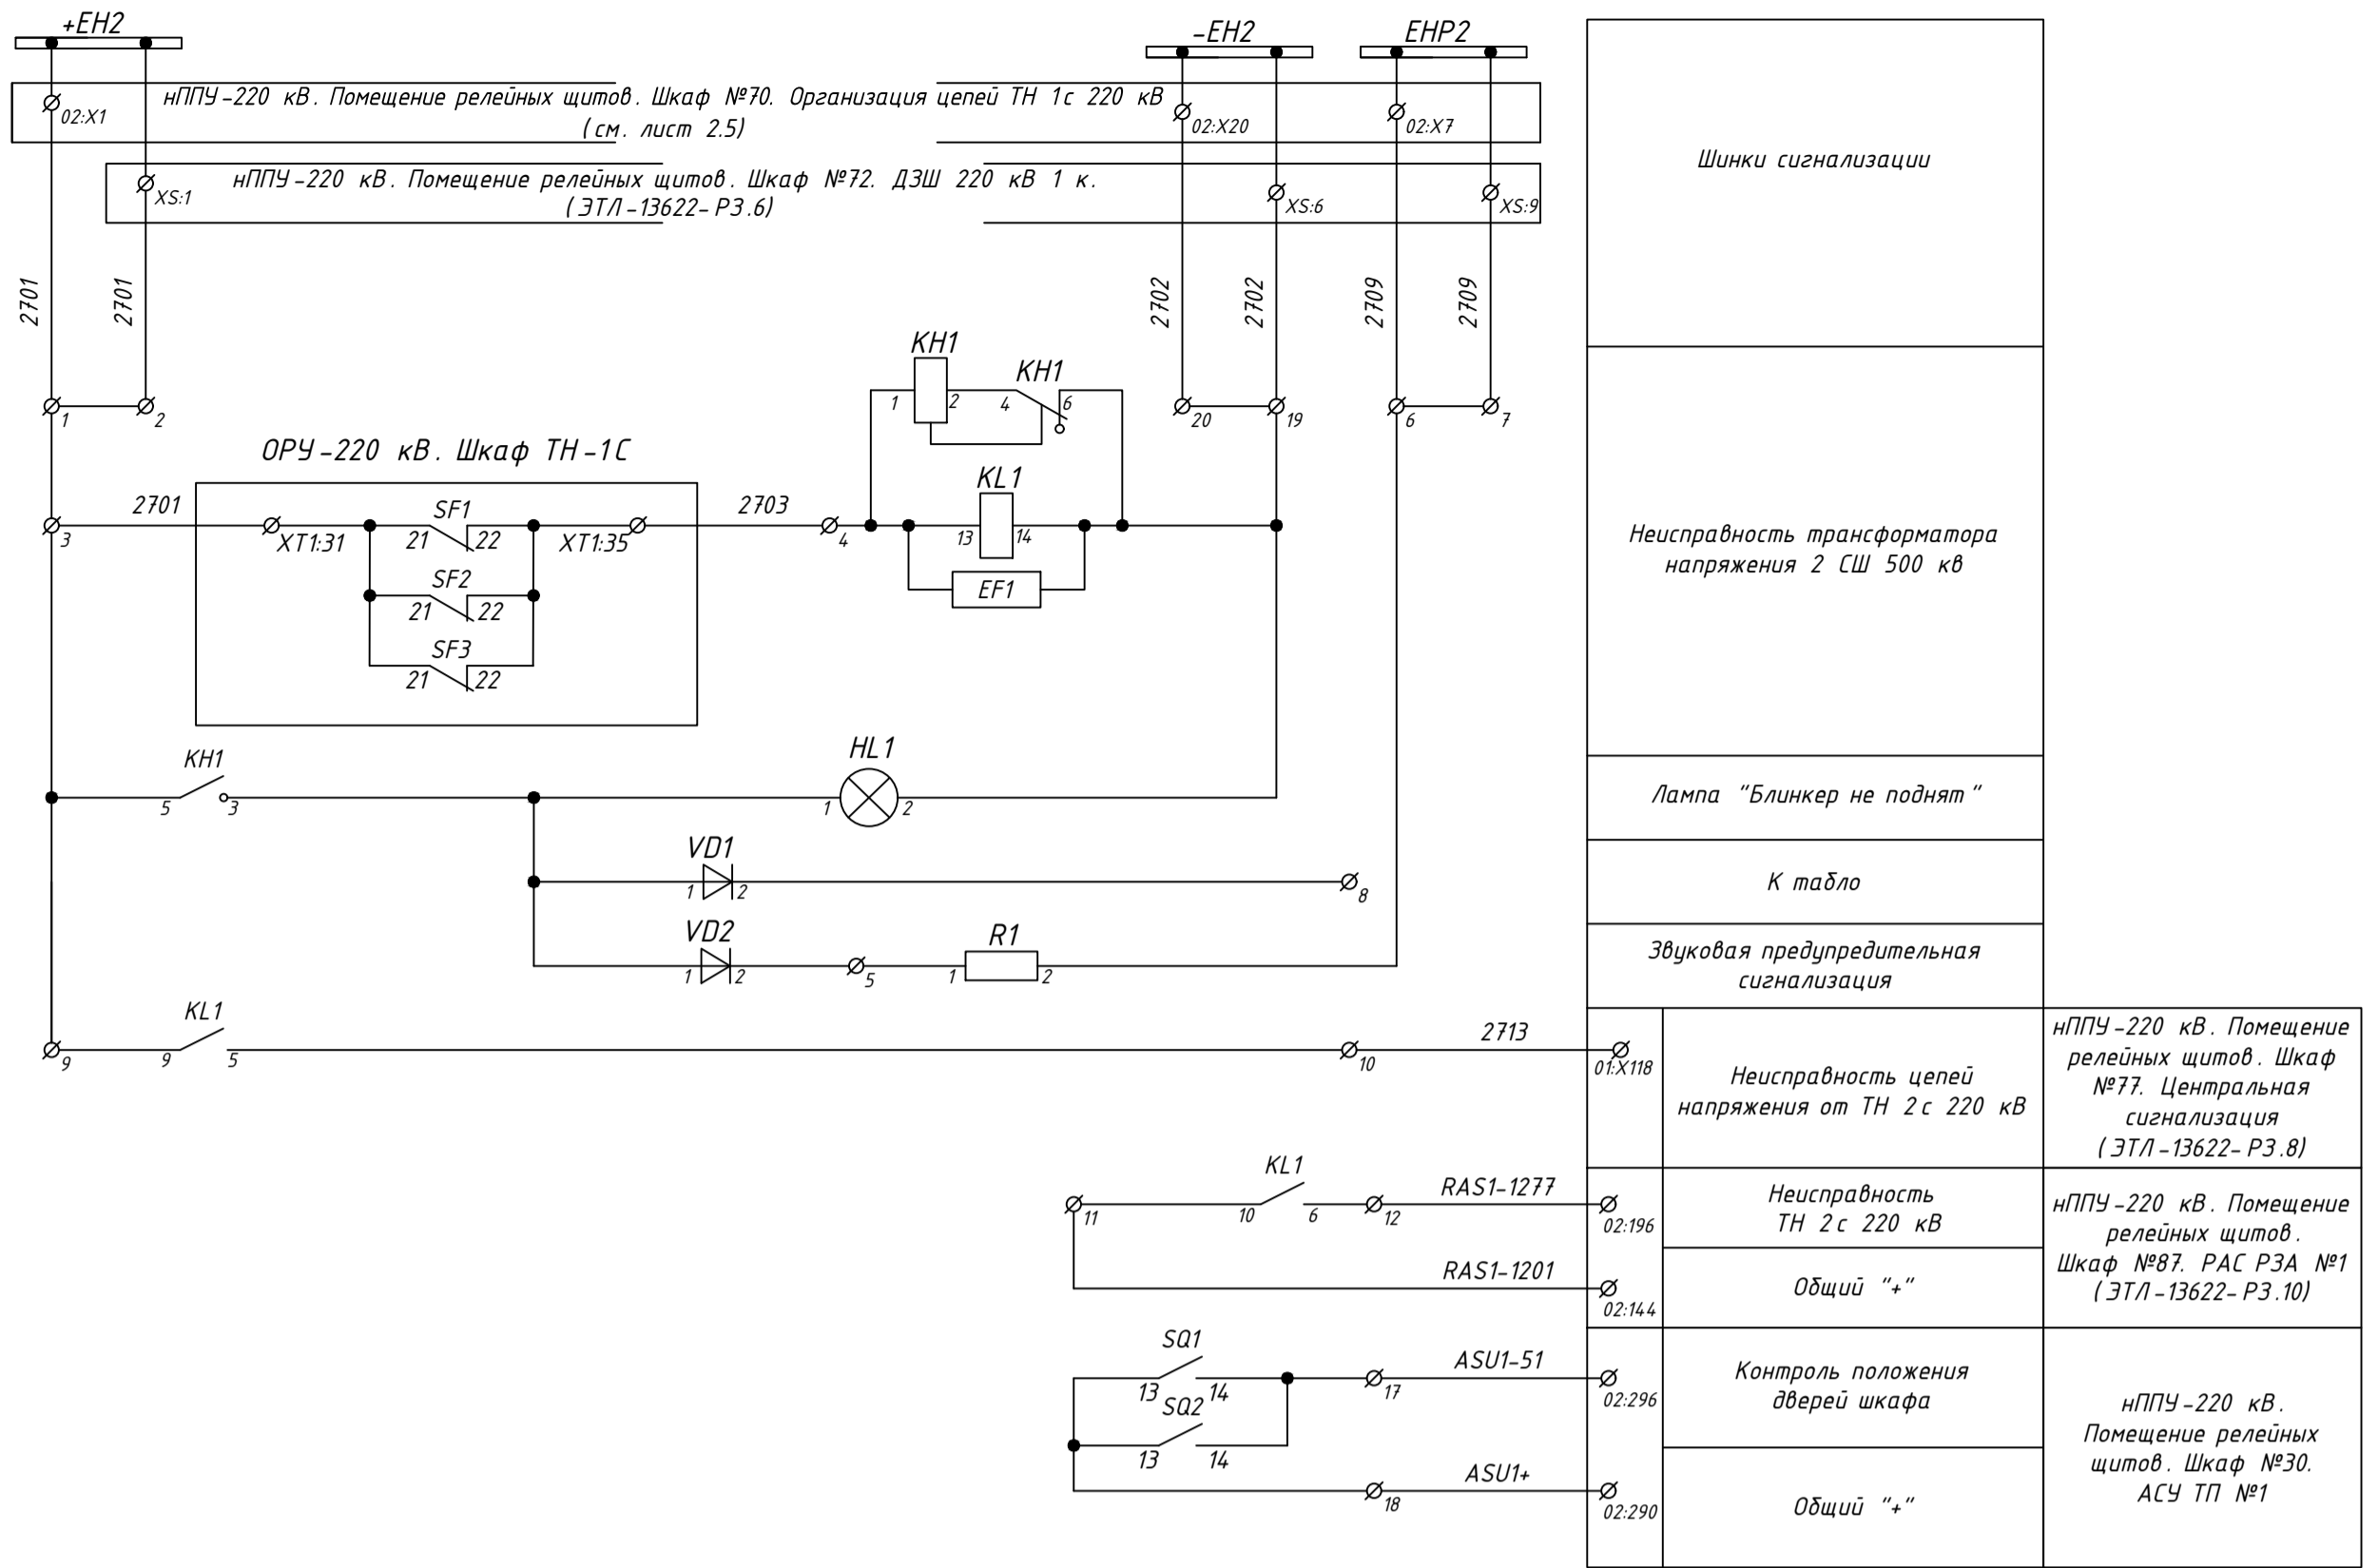 +EH2
-EH2
EHP2
нППУ-220 кВ. Помещение релейных щитов. Шкаф №70. Организация цепей ТН 1с 220 кВ
(см. лист 2.5)
02:X1
02:X20
02:X7
нППУ-220 кВ. Помещение релейных щитов. Шкаф №72. ДЗШ 220 кВ 1 к.
(ЭТЛ-13622-РЗ.6)
XS:1
XS:6
XS:9
Шинки сигнализации
2701
2701
2702
2702
2709
2709
KH1
KH1
1
2
4
6
1
2
20
19
6
7
ОРУ-220 кВ. Шкаф ТН-1С
2701
SF1
2703
KL1
3
XT1:31
21
22
XT1:35
4
13
14
SF2
21
22
EF1
SF3
21
22
Неисправность трансформатора
напряжения 2 СШ 500 кв
KH1
5
3
HL1
1
2
Лампа "Блинкер не поднят"
VD1
1
2
8
К табло
VD2
1
2
5
R1
1
2
Звуковая предупредительная
сигнализация
KL1
9
9
5
10
2713
01:X118
Неисправность цепей
напряжения от ТН 2с 220 кВ
нППУ-220 кВ. Помещение
релейных щитов. Шкаф
№77. Центральная
сигнализация
(ЭТЛ-13622-РЗ.8)
KL1
11
10
6
12
RAS1-1277
02:196
Неисправность
ТН 2с 220 кВ
RAS1-1201
02:144
Общий "+"
нППУ-220 кВ. Помещение
релейных щитов.
Шкаф №87. РАС РЗА №1
(ЭТЛ-13622-РЗ.10)
SQ1
13
14
17
ASU1-51
02:296
Контроль положения
дверей шкафа
SQ2
13
14
ASU1+
18
02:290
Общий "+"
нППУ-220 кВ.
Помещение релейных
щитов. Шкаф №30.
АСУ ТП №1